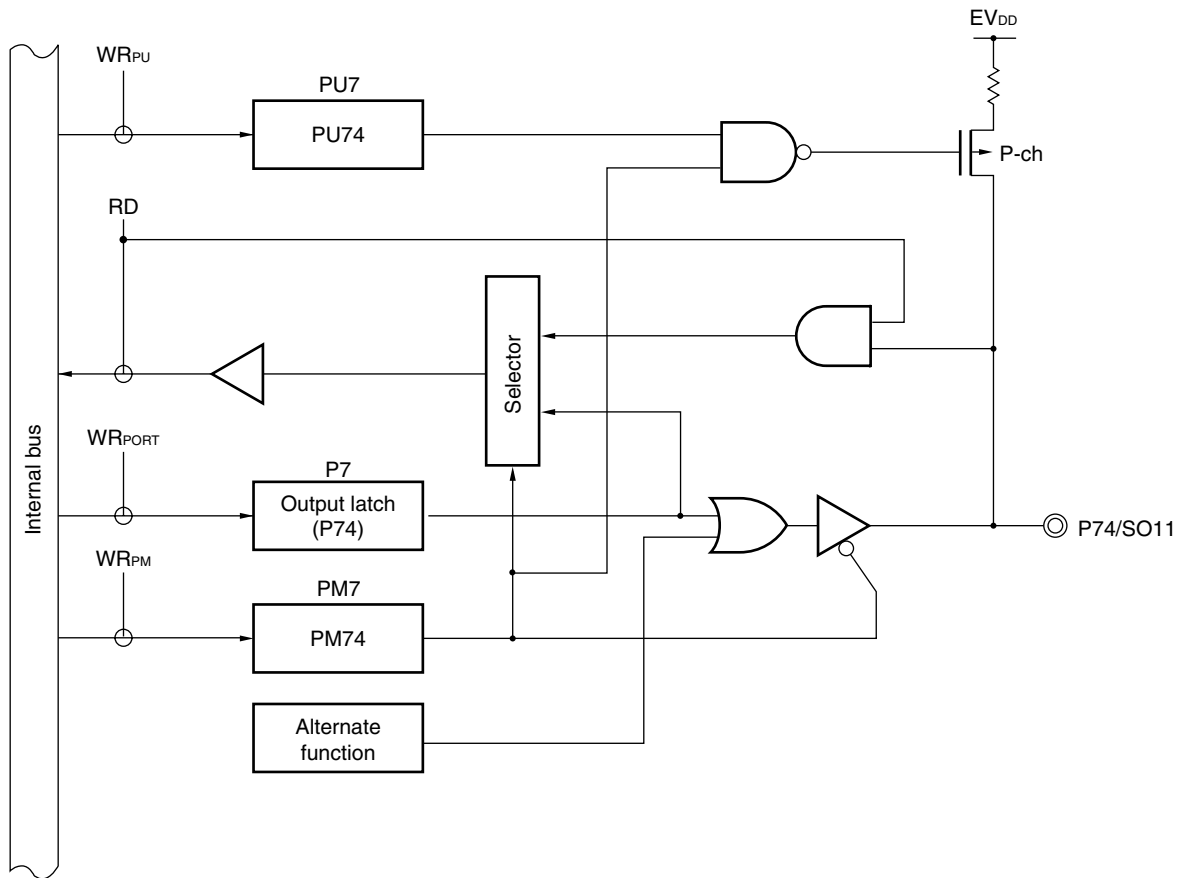 EVDD
WRPU
PU7
PU74
P-ch
RD
Selector
Internal bus
WRPORT
P7
Output latch
(P74)
P74/SO11
WRPM
PM7
PM74
Alternate
function